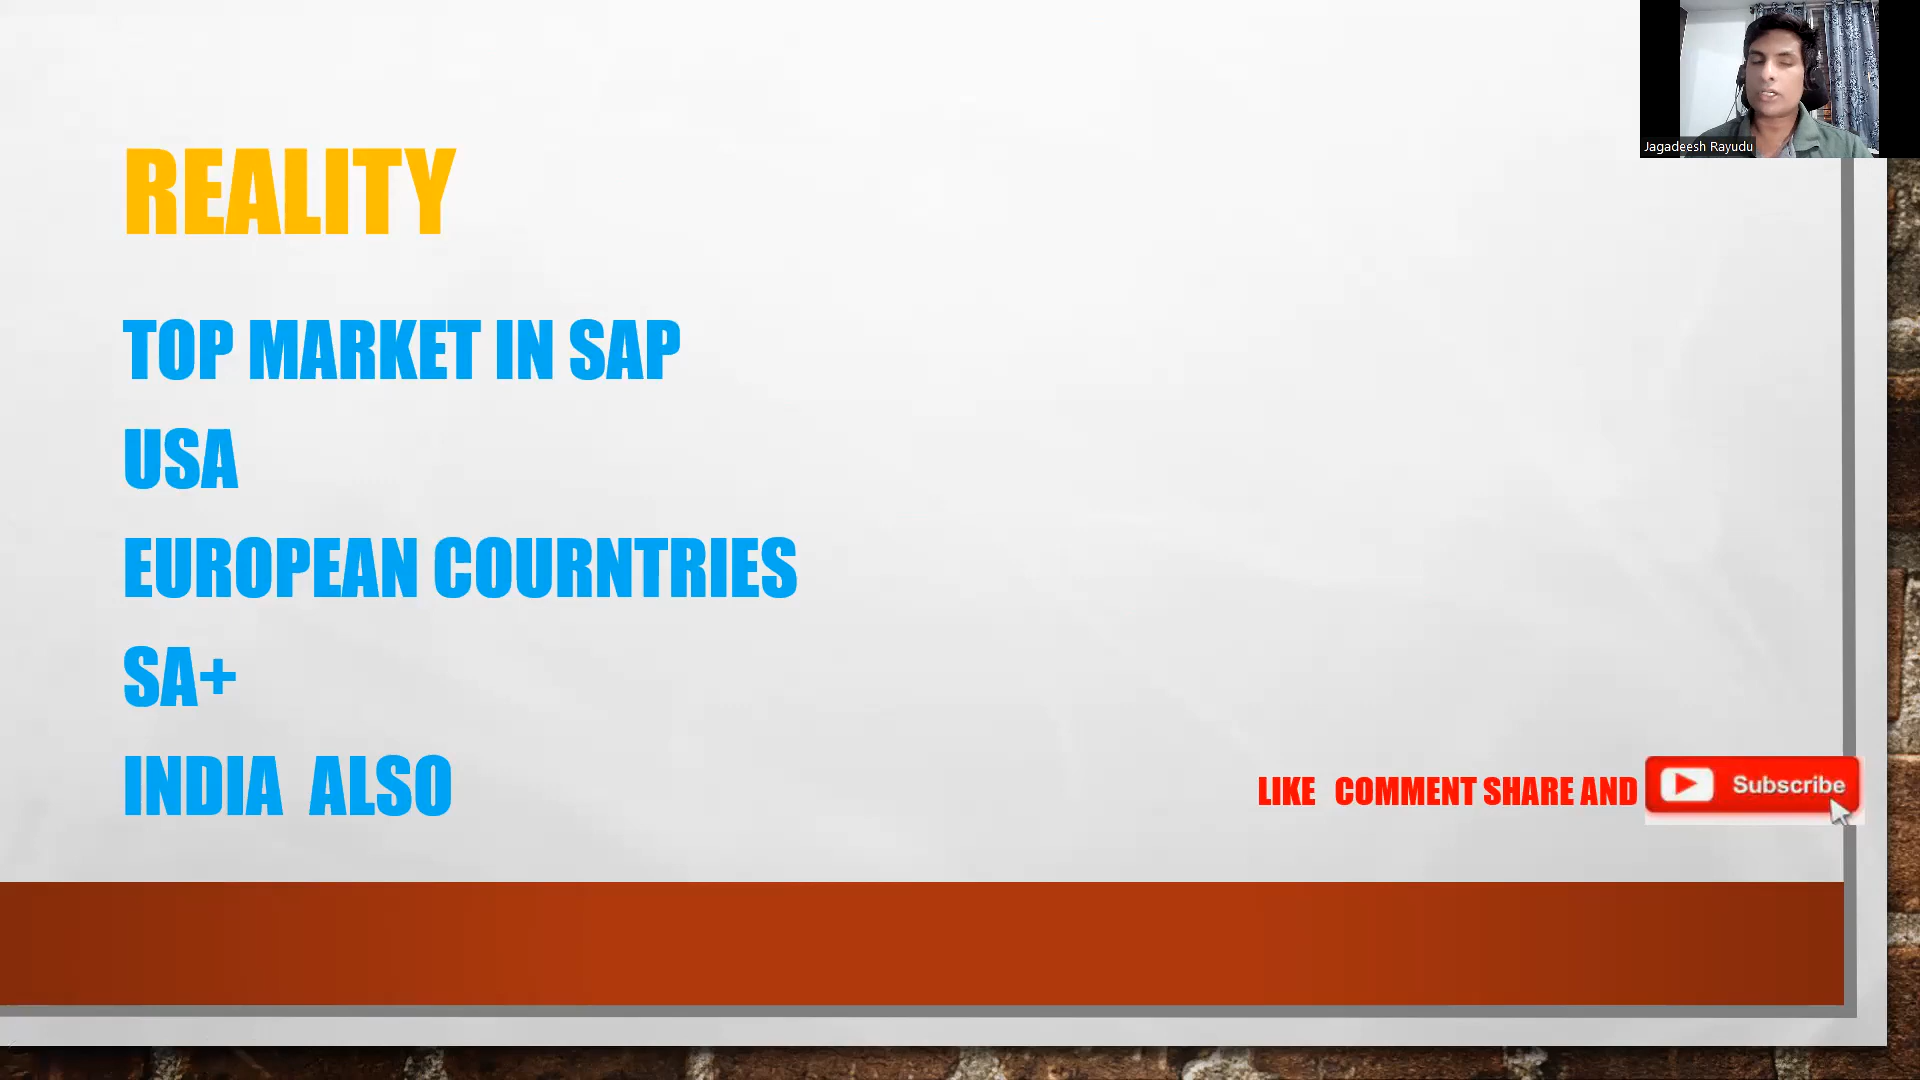 Jagadeesh Rayudu
REALITY
TOP MARKET IN SAP
USA
EUROPEAN COURNTRIES
SA+
INDIA ALSO
LIKE COMMENT SHARE AND Subscribe